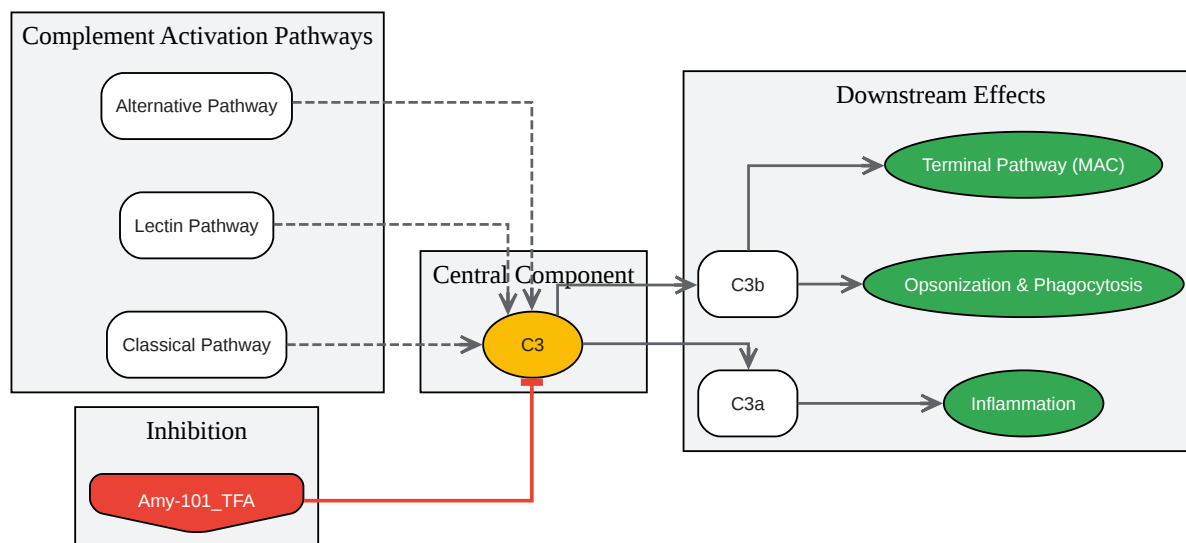 Complement Activation Pathways
Alternative Pathway
Lectin Pathway
Classical Pathway
Inhibition
Amy-101_TFA
Central Component
C3
Downstream Effects
Terminal Pathway (MAC)
C3b
Opsonization & Phagocytosis
C3a
Inflammation